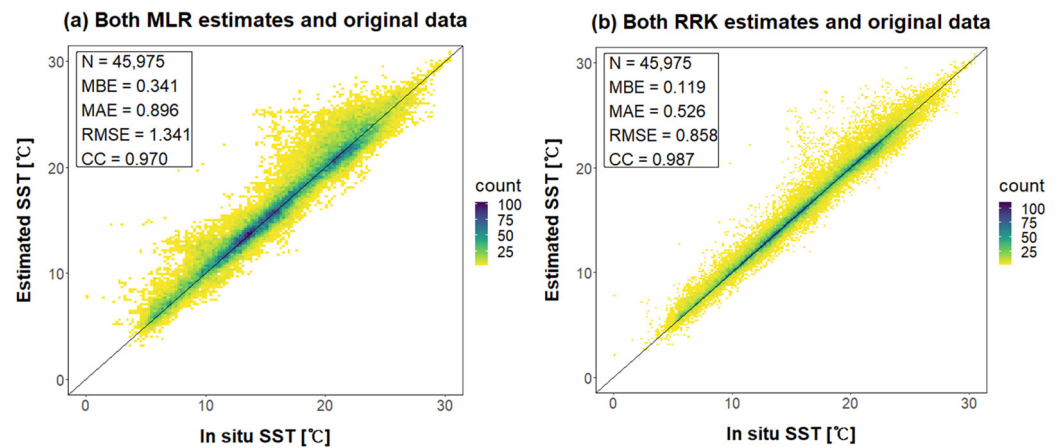 (a) Both MLR estimates and original data
N = 45,975
MBE = 0.341
MAE = 0.896
RMSE = 1.341
CC = 0.970
30
20
10
0
Estimated SST [℃]
0 10 20 30
In situ SST [℃]
count
100
75
50
25
(b) Both RRK estimates and original data
N = 45,975
MBE = 0.119
MAE = 0.526
RMSE = 0.858
CC = 0.987
30
20
10
0
Estimated SST [℃]
0 10 20 30
In situ SST [℃]
count
100
75
50
25